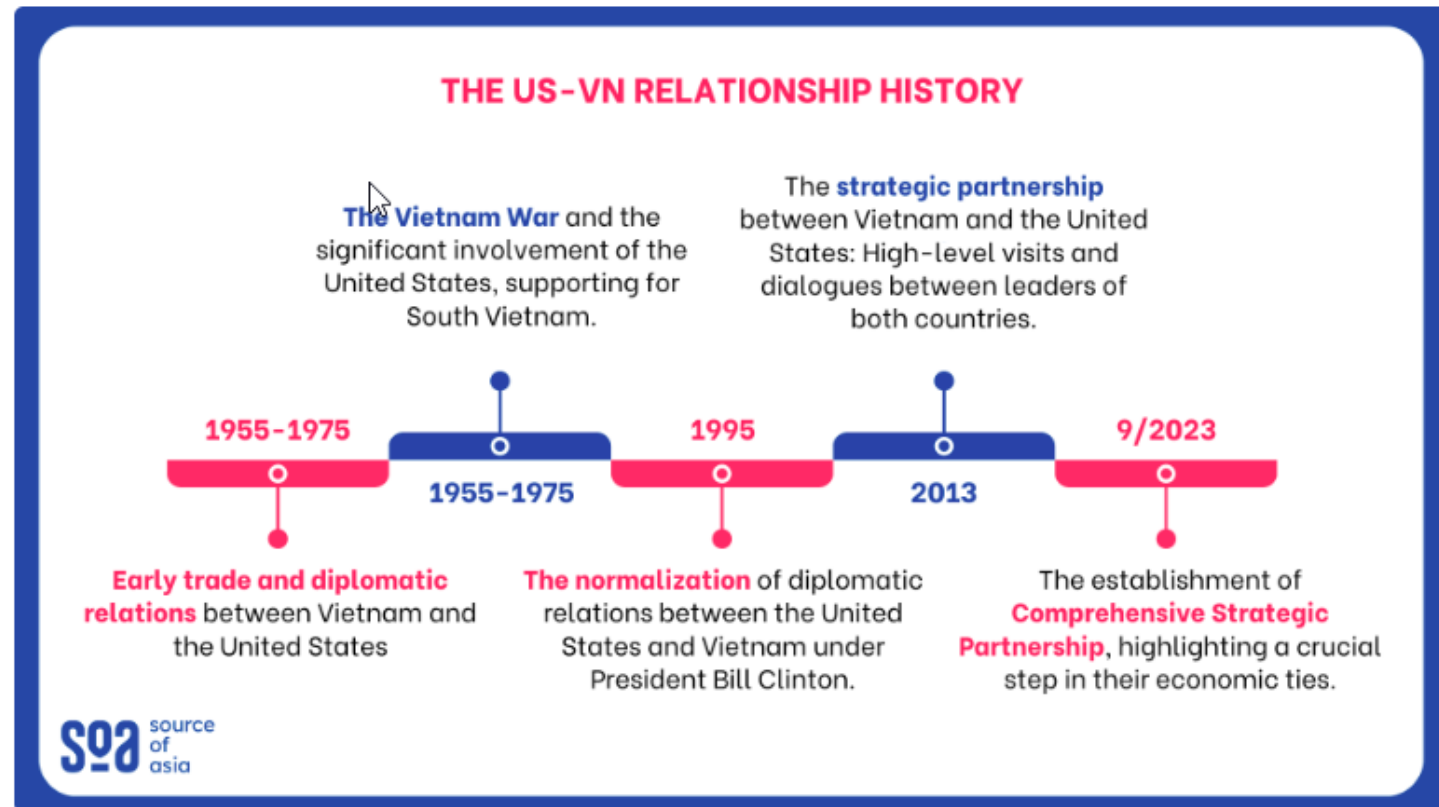 THE US-VN RELATIONSHIP HISTORY
The Vietnam War and the
significant involvement of the
United States, supporting for
South Vietnam.
The strategic partnership
between Vietnam and the United
States: High-level visits and
dialogues between leaders of
both countries.
1955-1975
1955-1975
1995
2013
9/2023
Early trade and diplomatic
relations between Vietnam and
the United States
The normalization of diplomatic
relations between the United
States and Vietnam under
President Bill Clinton.
The establishment of
Comprehensive Strategic
Partnership, highlighting a crucial
step in their economic ties.
soa
source
of
asia